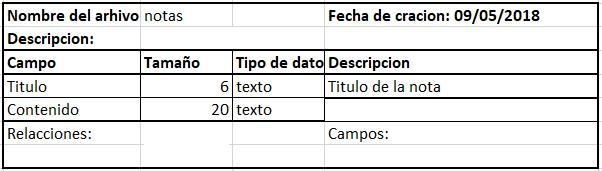 Nombre del arhivo notas Fecha de cracion: 09/05/2018
Descripcion:
Campo Tamaño Tipo de dato Descripcion
Titulo 6 texto Titulo de la nota
Contenido 20 texto
Relacciones: Campos: